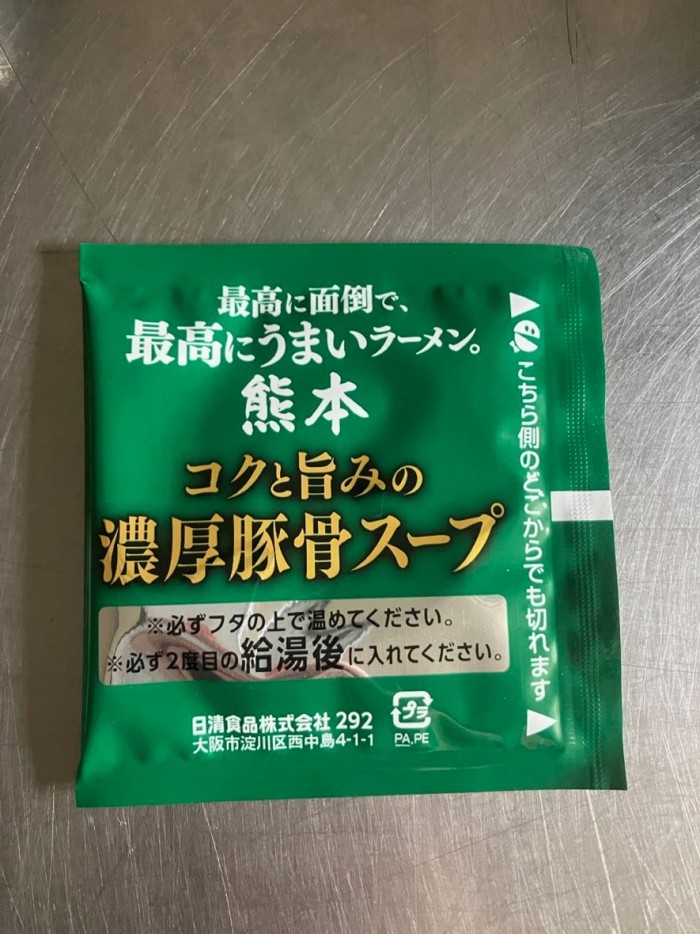 最高に面倒で、
最高にうまいラーメン。
熊本
コクと旨みの
濃厚豚骨スープ
※必ずフタの上で温めてください。
※必ず2度目の給湯後に入れてください。
日清食品株式会社 292
大阪市淀川区西中島4-1-1
プラ
PA,PE
こちら側のどこからでも切れます